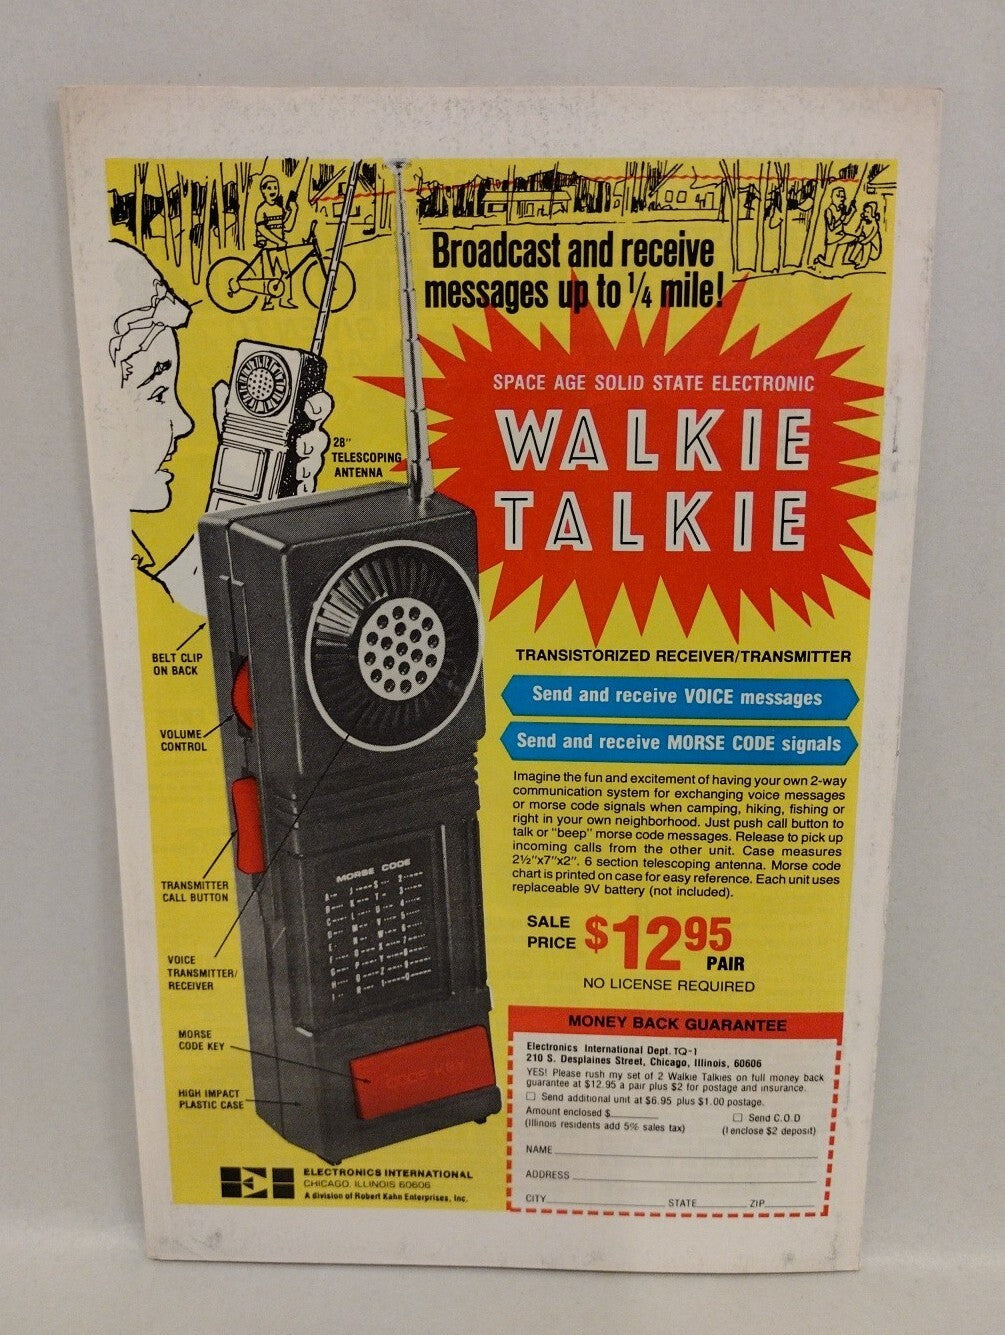 Broadcast and receive
messages up to 1/4 mile!
SPACE AGE SOLID STATE ELECTRONIC
WALKIE
TALKIE
28"
TELESCOPING
ANTENNA
TRANSISTORIZED RECEIVER/TRANSMITTER
Send and receive VOICE messages
Send and receive MORSE CODE signals
Imagine the fun and excitement of having your own 2-way
communication system for exchanging voice messages
or morse code signals when camping, hiking, fishing or
right in your own neighborhood. Just push call button to
talk or "beep" morse code messages. Release to pick up
incoming calls from the other unit. Case measures
2½"x7"x2". 6 section telescoping antenna. Morse code
chart is printed on case for easy reference. Each unit uses
replaceable 9V battery (not included).
SALE
PRICE $12.95
PAIR
NO LICENSE REQUIRED
BELT CLIP
ON BACK
VOLUME
CONTROL
TRANSMITTER
CALL BUTTON
VOICE
TRANSMITTER/
RECEIVER
MORSE
CODE KEY
HIGH IMPACT
PLASTIC CASE
MORSE CODE
MONEY BACK GUARANTEE
Electronics International Dept. TQ-1
210 S. Desplaines Street, Chicago, Illinois, 60606
YES! Please rush my set of 2 Walkie Talkies on full money back
guarantee at $12.95 a pair plus $2 for postage and insurance.
☐ Send additional unit at $6.95 plus $1.00 postage.
Amount enclosed $ ☐ Send C.O.D
(Illinois residents add 5% sales tax) (I enclose $2 deposit)
NAME
ADDRESS
CITY STATE ZIP
ELECTRONICS INTERNATIONAL
CHICAGO, ILLINOIS 60606
A division of Robert Kahn Enterprises, Inc.